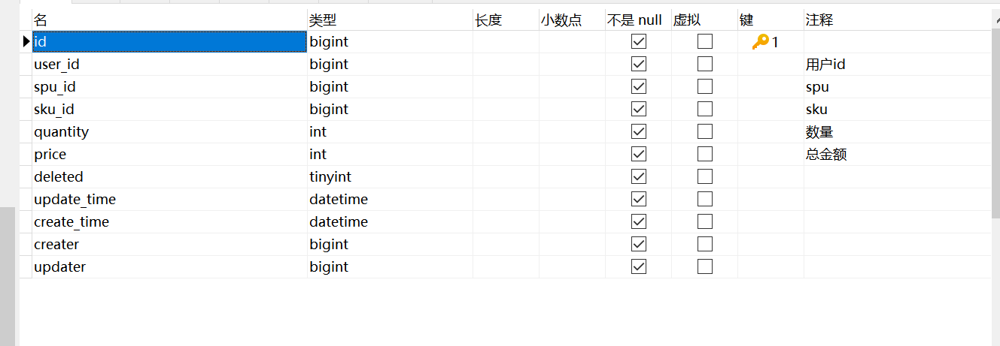 名 类型 长度 小数点 不是 null 虚拟 键 注释
id bigint 1
user_id bigint 用户id
spu_id bigint spu
sku_id bigint sku
quantity int 数量
price int 总金额
deleted tinyint
update_time datetime
create_time datetime
creater bigint
updater bigint